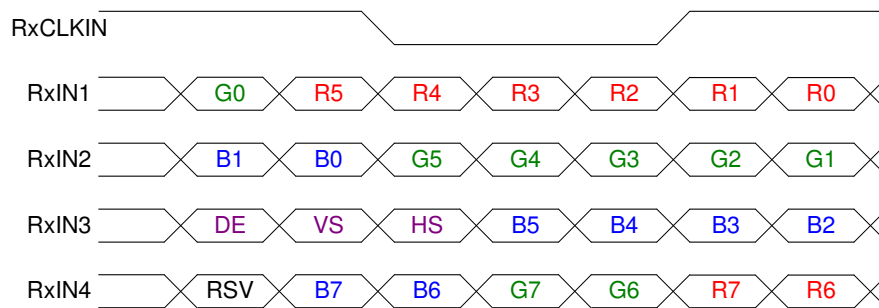 RxCLKIN
RxIN1 G0 R5 R4 R3 R2 R1 R0
RxIN2 B1 B0 G5 G4 G3 G2 G1
RxIN3 DE VS HS B5 B4 B3 B2
RxIN4 RSV B7 B6 G7 G6 R7 R6